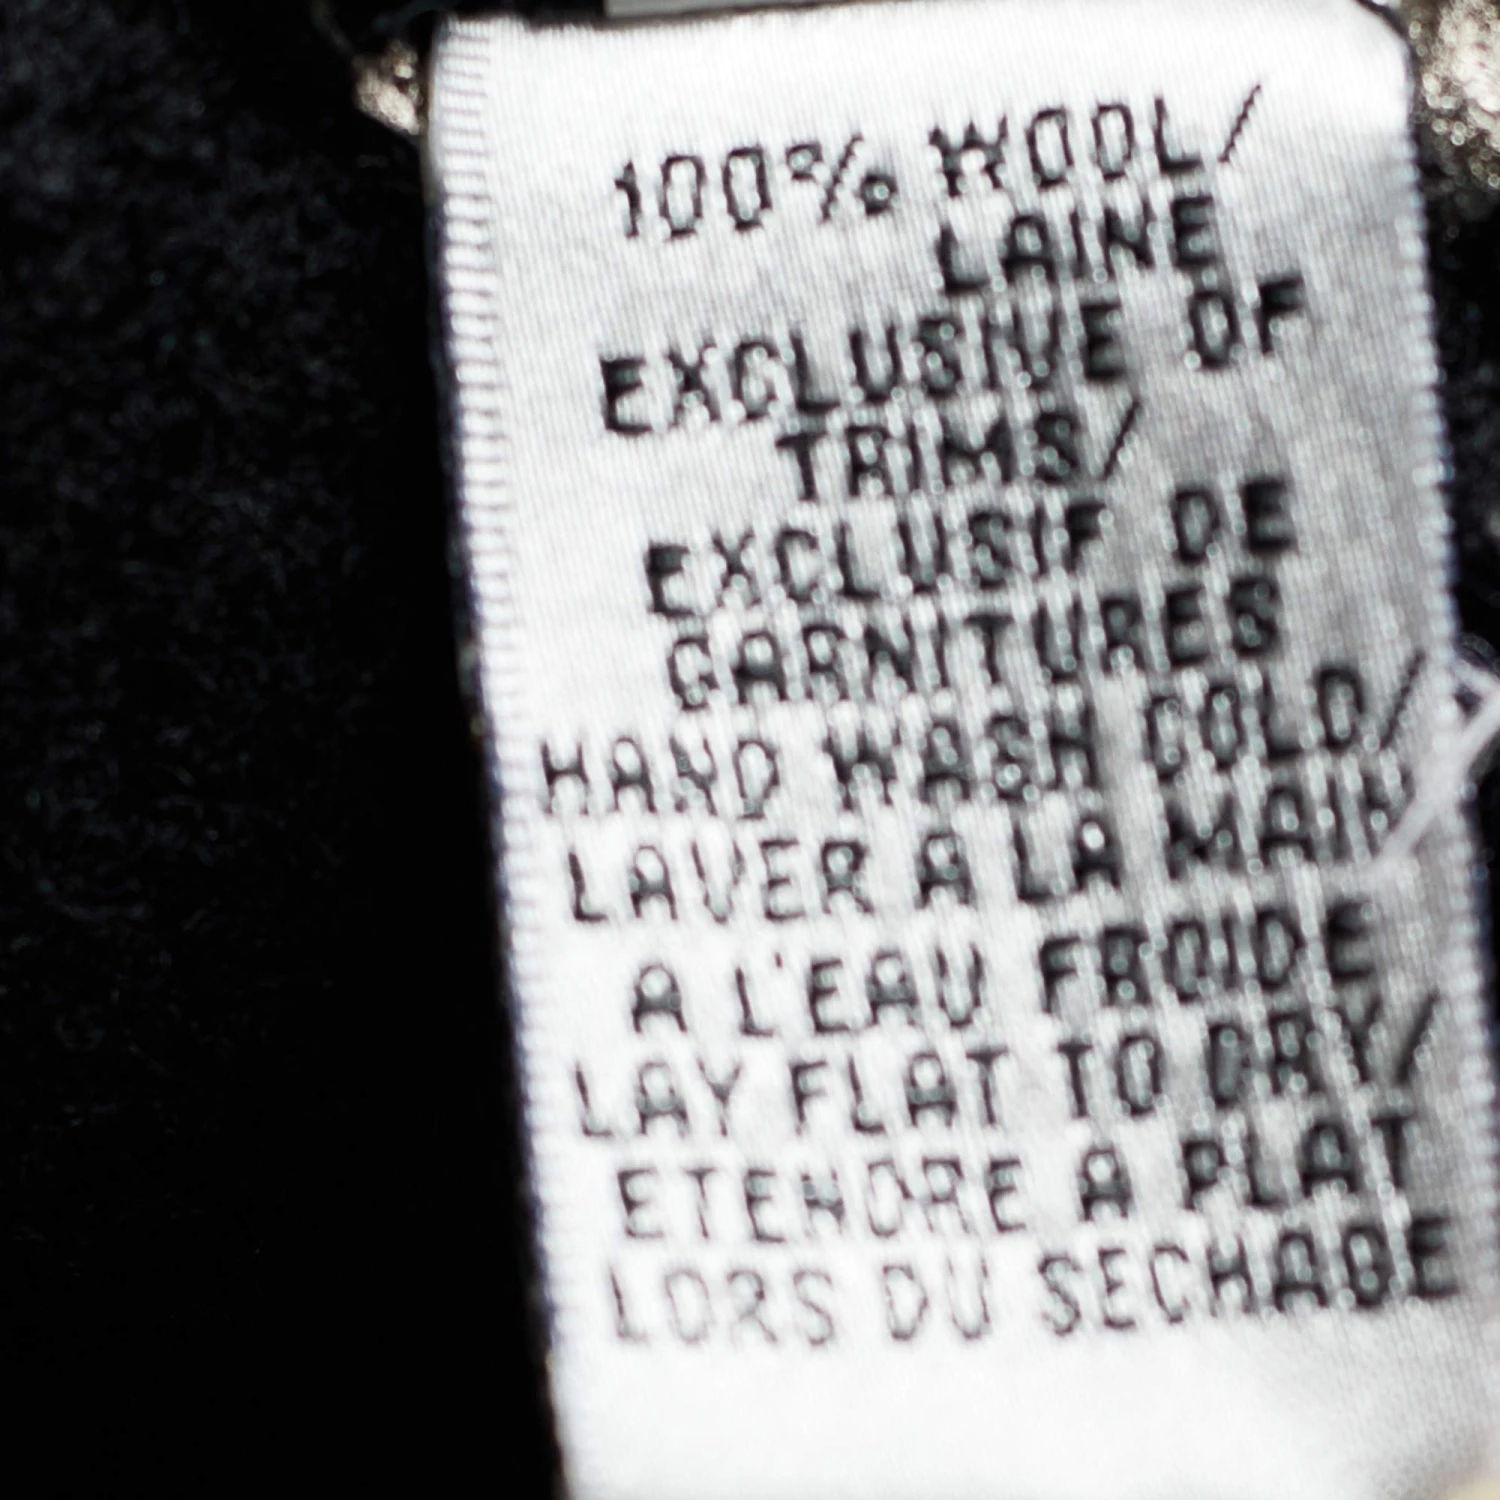 100% WOOL/
LAINE
EXCLUSIVE OF
TRIMS/
EXCLUSIF DE
GARNITURES
HAND WASH COLD/
LAVER A LA MAIN
A L'EAU FROIDE
LAY FLAT TO DRY/
ETENDRE A PLAT
LORS DU SECHAGE